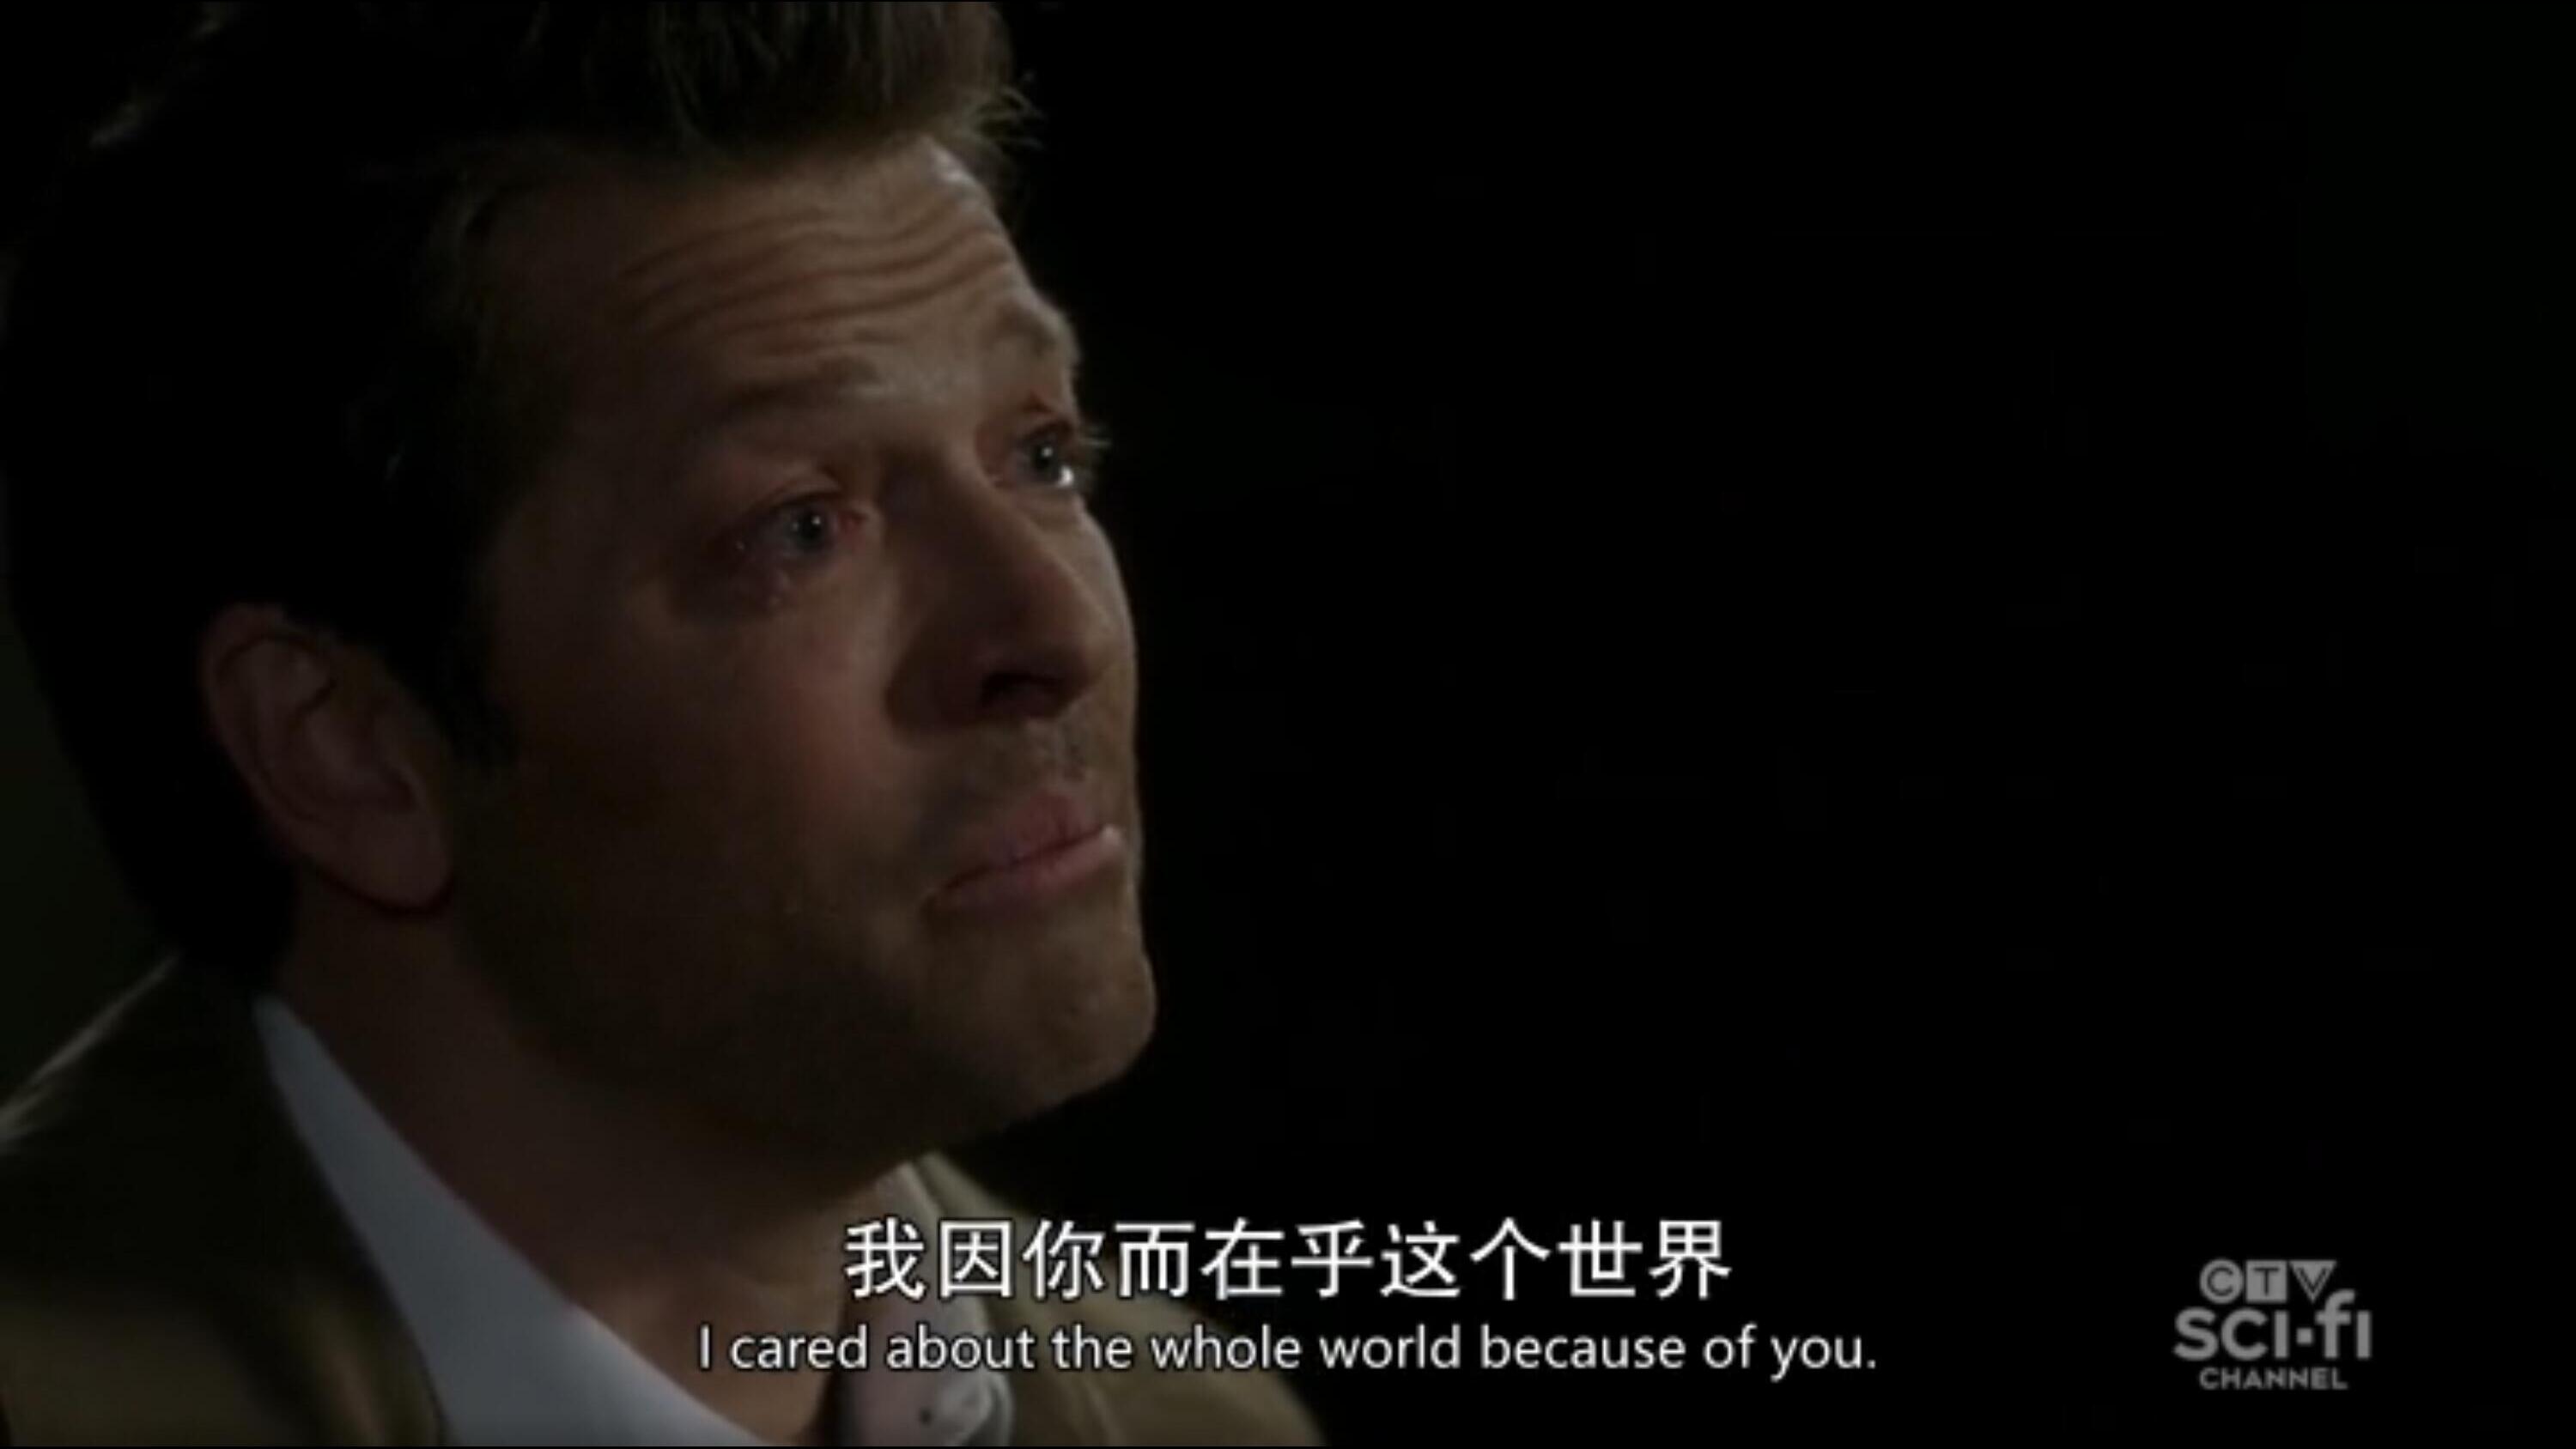 我因你而在乎这个世界
I cared about the whole world because of you.
CTV
SCI-FI
CHANNEL